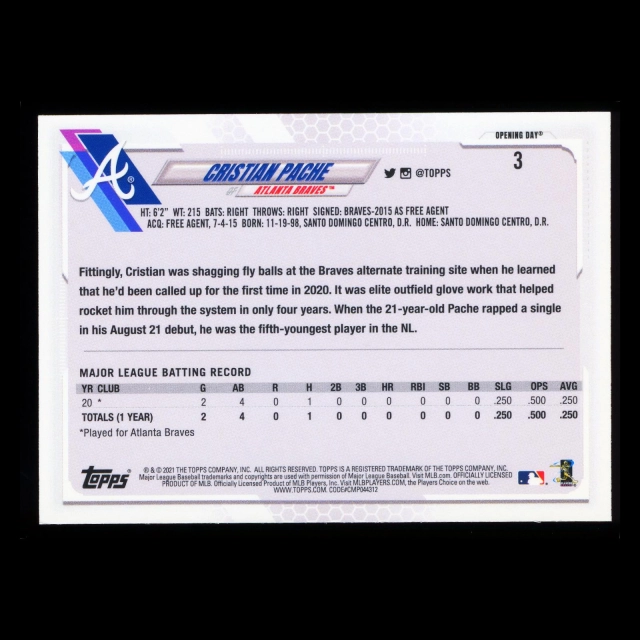 OPENING DAY®
3
A®
CRISTIAN PACHE
OF ATLANTA BRAVES™
@TOPPS
HT: 6'2" WT: 215 BATS: RIGHT THROWS: RIGHT SIGNED: BRAVES-2015 AS FREE AGENT
ACQ: FREE AGENT, 7-4-15 BORN: 11-19-98, SANTO DOMINGO CENTRO, D.R. HOME: SANTO DOMINGO CENTRO, D.R.
Fittingly, Cristian was shagging fly balls at the Braves alternate training site when he learned
that he'd been called up for the first time in 2020. It was elite outfield glove work that helped
rocket him through the system in only four years. When the 21-year-old Pache rapped a single
in his August 21 debut, he was the fifth-youngest player in the NL.
MAJOR LEAGUE BATTING RECORD
YR CLUB G AB R H 2B 3B HR RBI SB BB SLG OPS AVG
20 * 2 4 0 1 0 0 0 0 0 0 .250 .500 .250
TOTALS (1 YEAR) 2 4 0 1 0 0 0 0 0 0 .250 .500 .250
*Played for Atlanta Braves
TOPPS®
® & © 2021 THE TOPPS COMPANY, INC. ALL RIGHTS RESERVED. TOPPS IS A REGISTERED TRADEMARK OF THE TOPPS COMPANY, INC.
Major League Baseball trademarks and copyrights are used with permission of Major League Baseball. Visit MLB.com. OFFICIALLY LICENSED
PRODUCT OF MLB Players, Inc. Visit MLBPLAYERS.com, the Players Choice on the web.
WWW.TOPPS.COM. CODE#CMP044312